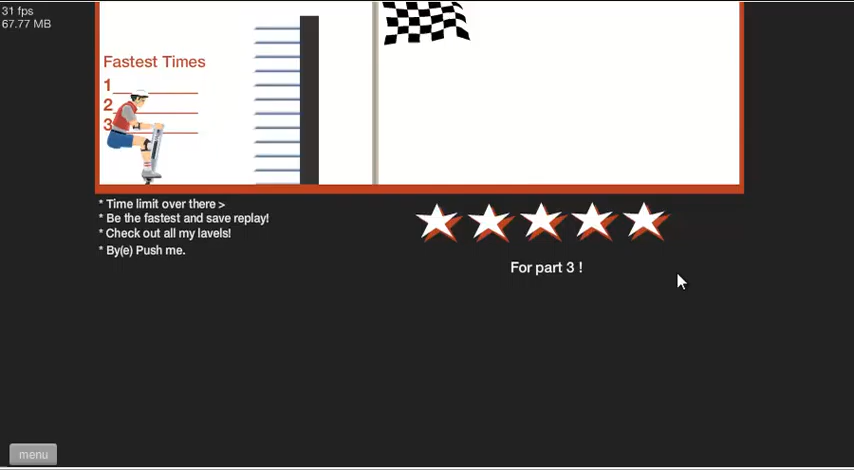 31 fps
67.77 MB
Fastest Times
1
2
3
* Time limit over there >
* Be the fastest and save replay!
* Check out all my lavels!
* By(e) Push me.
For part 3 !
menu